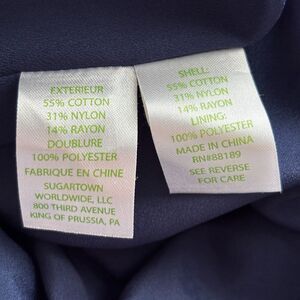 EXTERIEUR
55% COTTON
31% NYLON
14% RAYON
DOUBLURE
100% POLYESTER
FABRIQUE EN CHINE
SUGARTOWN
WORLDWIDE, LLC
800 THIRD AVENUE
KING OF PRUSSIA, PA
SHELL:
55% COTTON
31% NYLON
14% RAYON
LINING:
100% POLYESTER
MADE IN CHINA
RN#88189
SEE REVERSE
FOR CARE